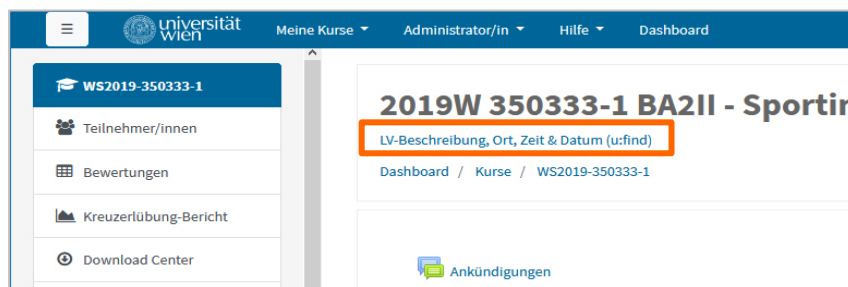 universität
wien
Meine Kurse
Administrator/in
Hilfe
Dashboard
WS2019-350333-1
Teilnehmer/innen
Bewertungen
Kreuzerlübung-Bericht
Download Center
2019W 350333-1 BA2II - Sportin
LV-Beschreibung, Ort, Zeit & Datum (u:find)
Dashboard / Kurse / WS2019-350333-1
Ankündigungen